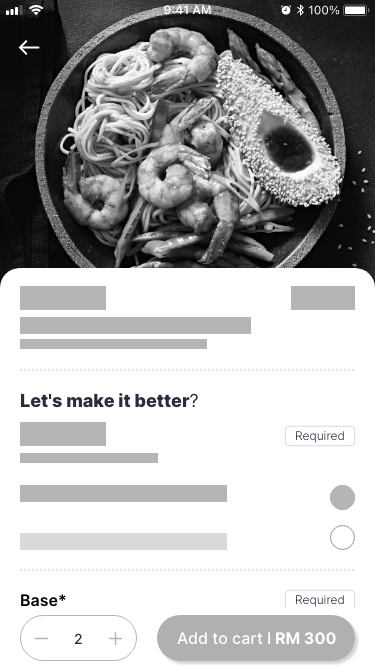 9:41 AM
100%
Let's make it better?
Required
Base*
Required
2
Add to cart | RM 300